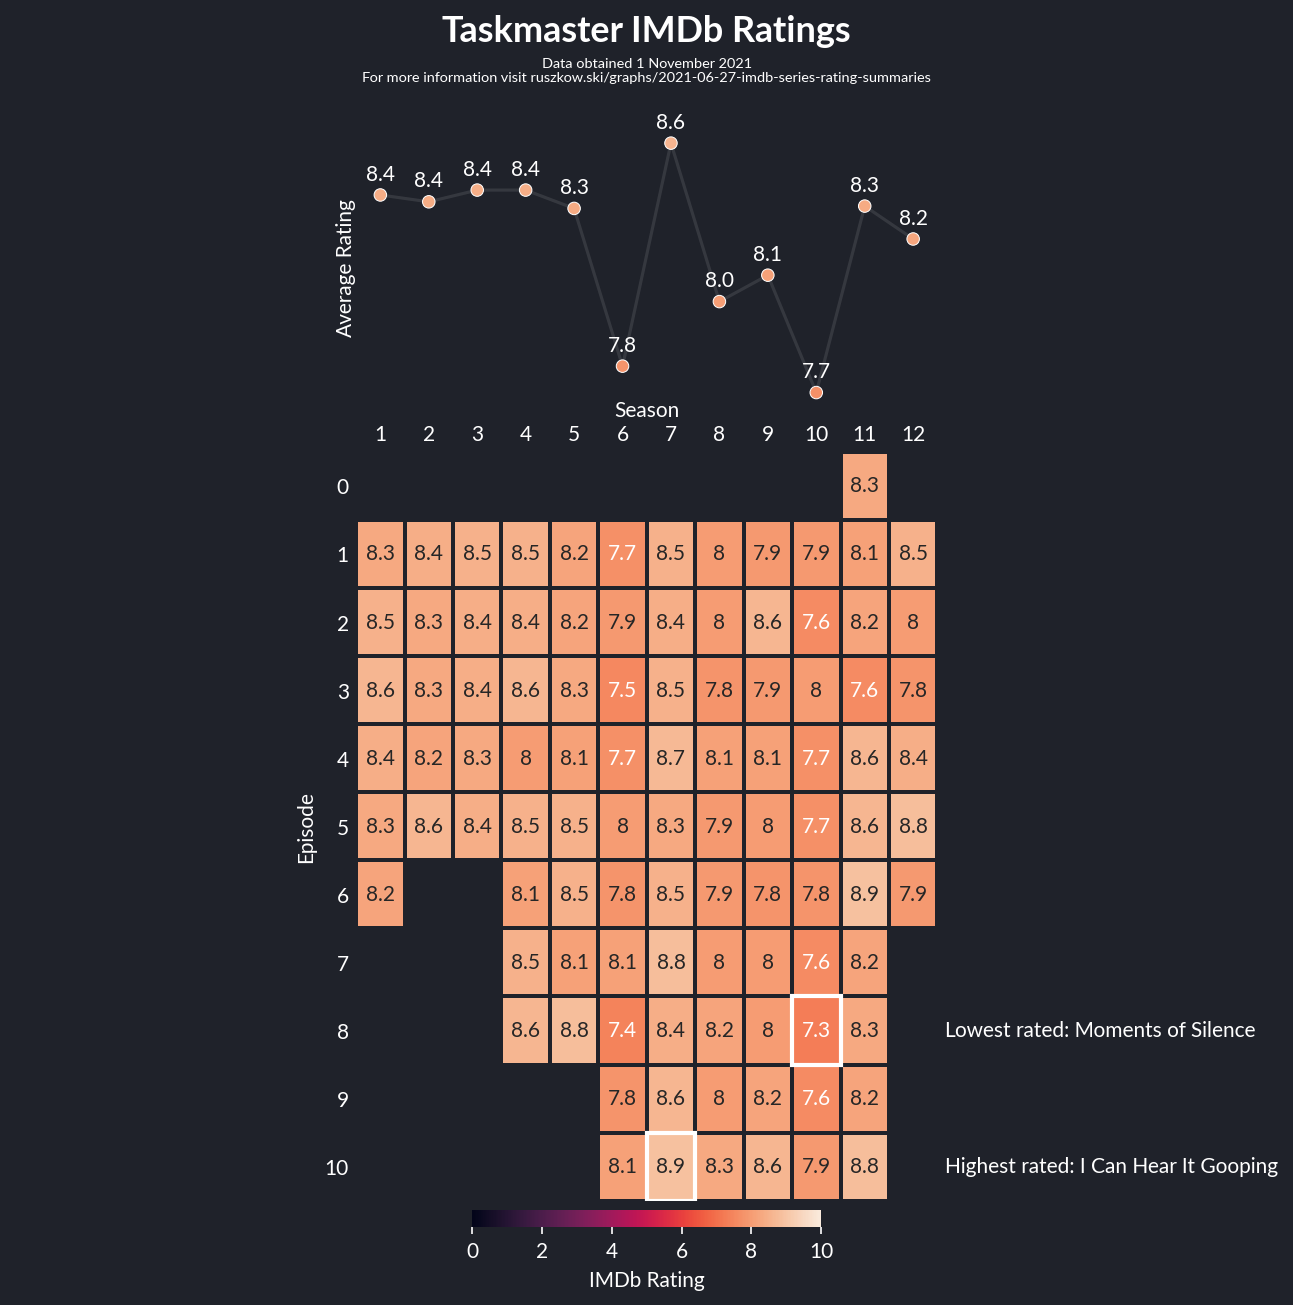 Taskmaster IMDb Ratings
Data obtained 1 November 2021
For more information visit ruszkow.ski/graphs/2021-06-27-imdb-series-rating-summaries
Average Rating
8.4 8.4 8.4 8.4 8.3 7.8 8.6 8.0 8.1 7.7 8.3 8.2
Season
1 2 3 4 5 6 7 8 9 10 11 12
Episode
0 8.3
1 8.3 8.4 8.5 8.5 8.2 7.7 8.5 8 7.9 7.9 8.1 8.5
2 8.5 8.3 8.4 8.4 8.2 7.9 8.4 8 8.6 7.6 8.2 8
3 8.6 8.3 8.4 8.6 8.3 7.5 8.5 7.8 7.9 8 7.6 7.8
4 8.4 8.2 8.3 8 8.1 7.7 8.7 8.1 8.1 7.7 8.6 8.4
5 8.3 8.6 8.4 8.5 8.5 8 8.3 7.9 8 7.7 8.6 8.8
6 8.2 8.1 8.5 7.8 8.5 7.9 7.8 7.8 8.9 7.9
7 8.5 8.1 8.1 8.8 8 8 7.6 8.2
8 8.6 8.8 7.4 8.4 8.2 8 7.3 8.3 Lowest rated: Moments of Silence
9 7.8 8.6 8 8.2 7.6 8.2
10 8.1 8.9 8.3 8.6 7.9 8.8 Highest rated: I Can Hear It Gooping
0 2 4 6 8 10
IMDb Rating